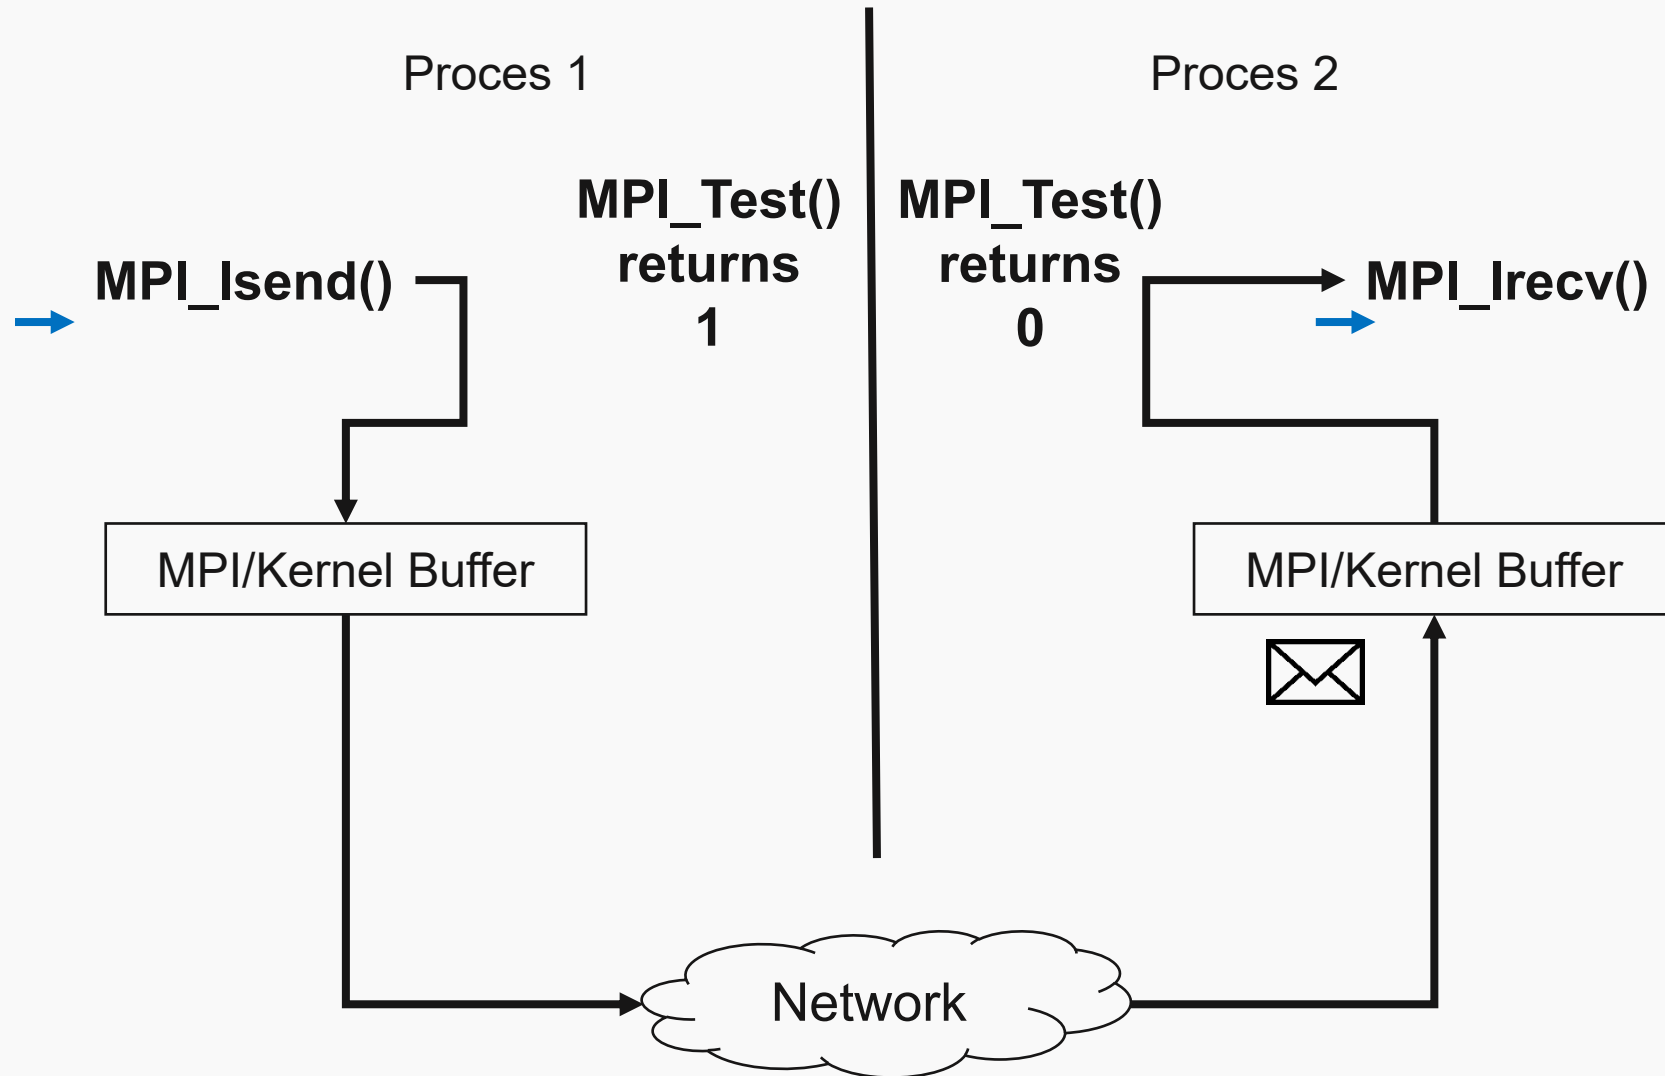 Proces 1
Proces 2
MPI_Test()
returns
1
MPI_Test()
returns
0
MPI_Isend()
MPI_Irecv()
MPI/Kernel Buffer
MPI/Kernel Buffer
Network